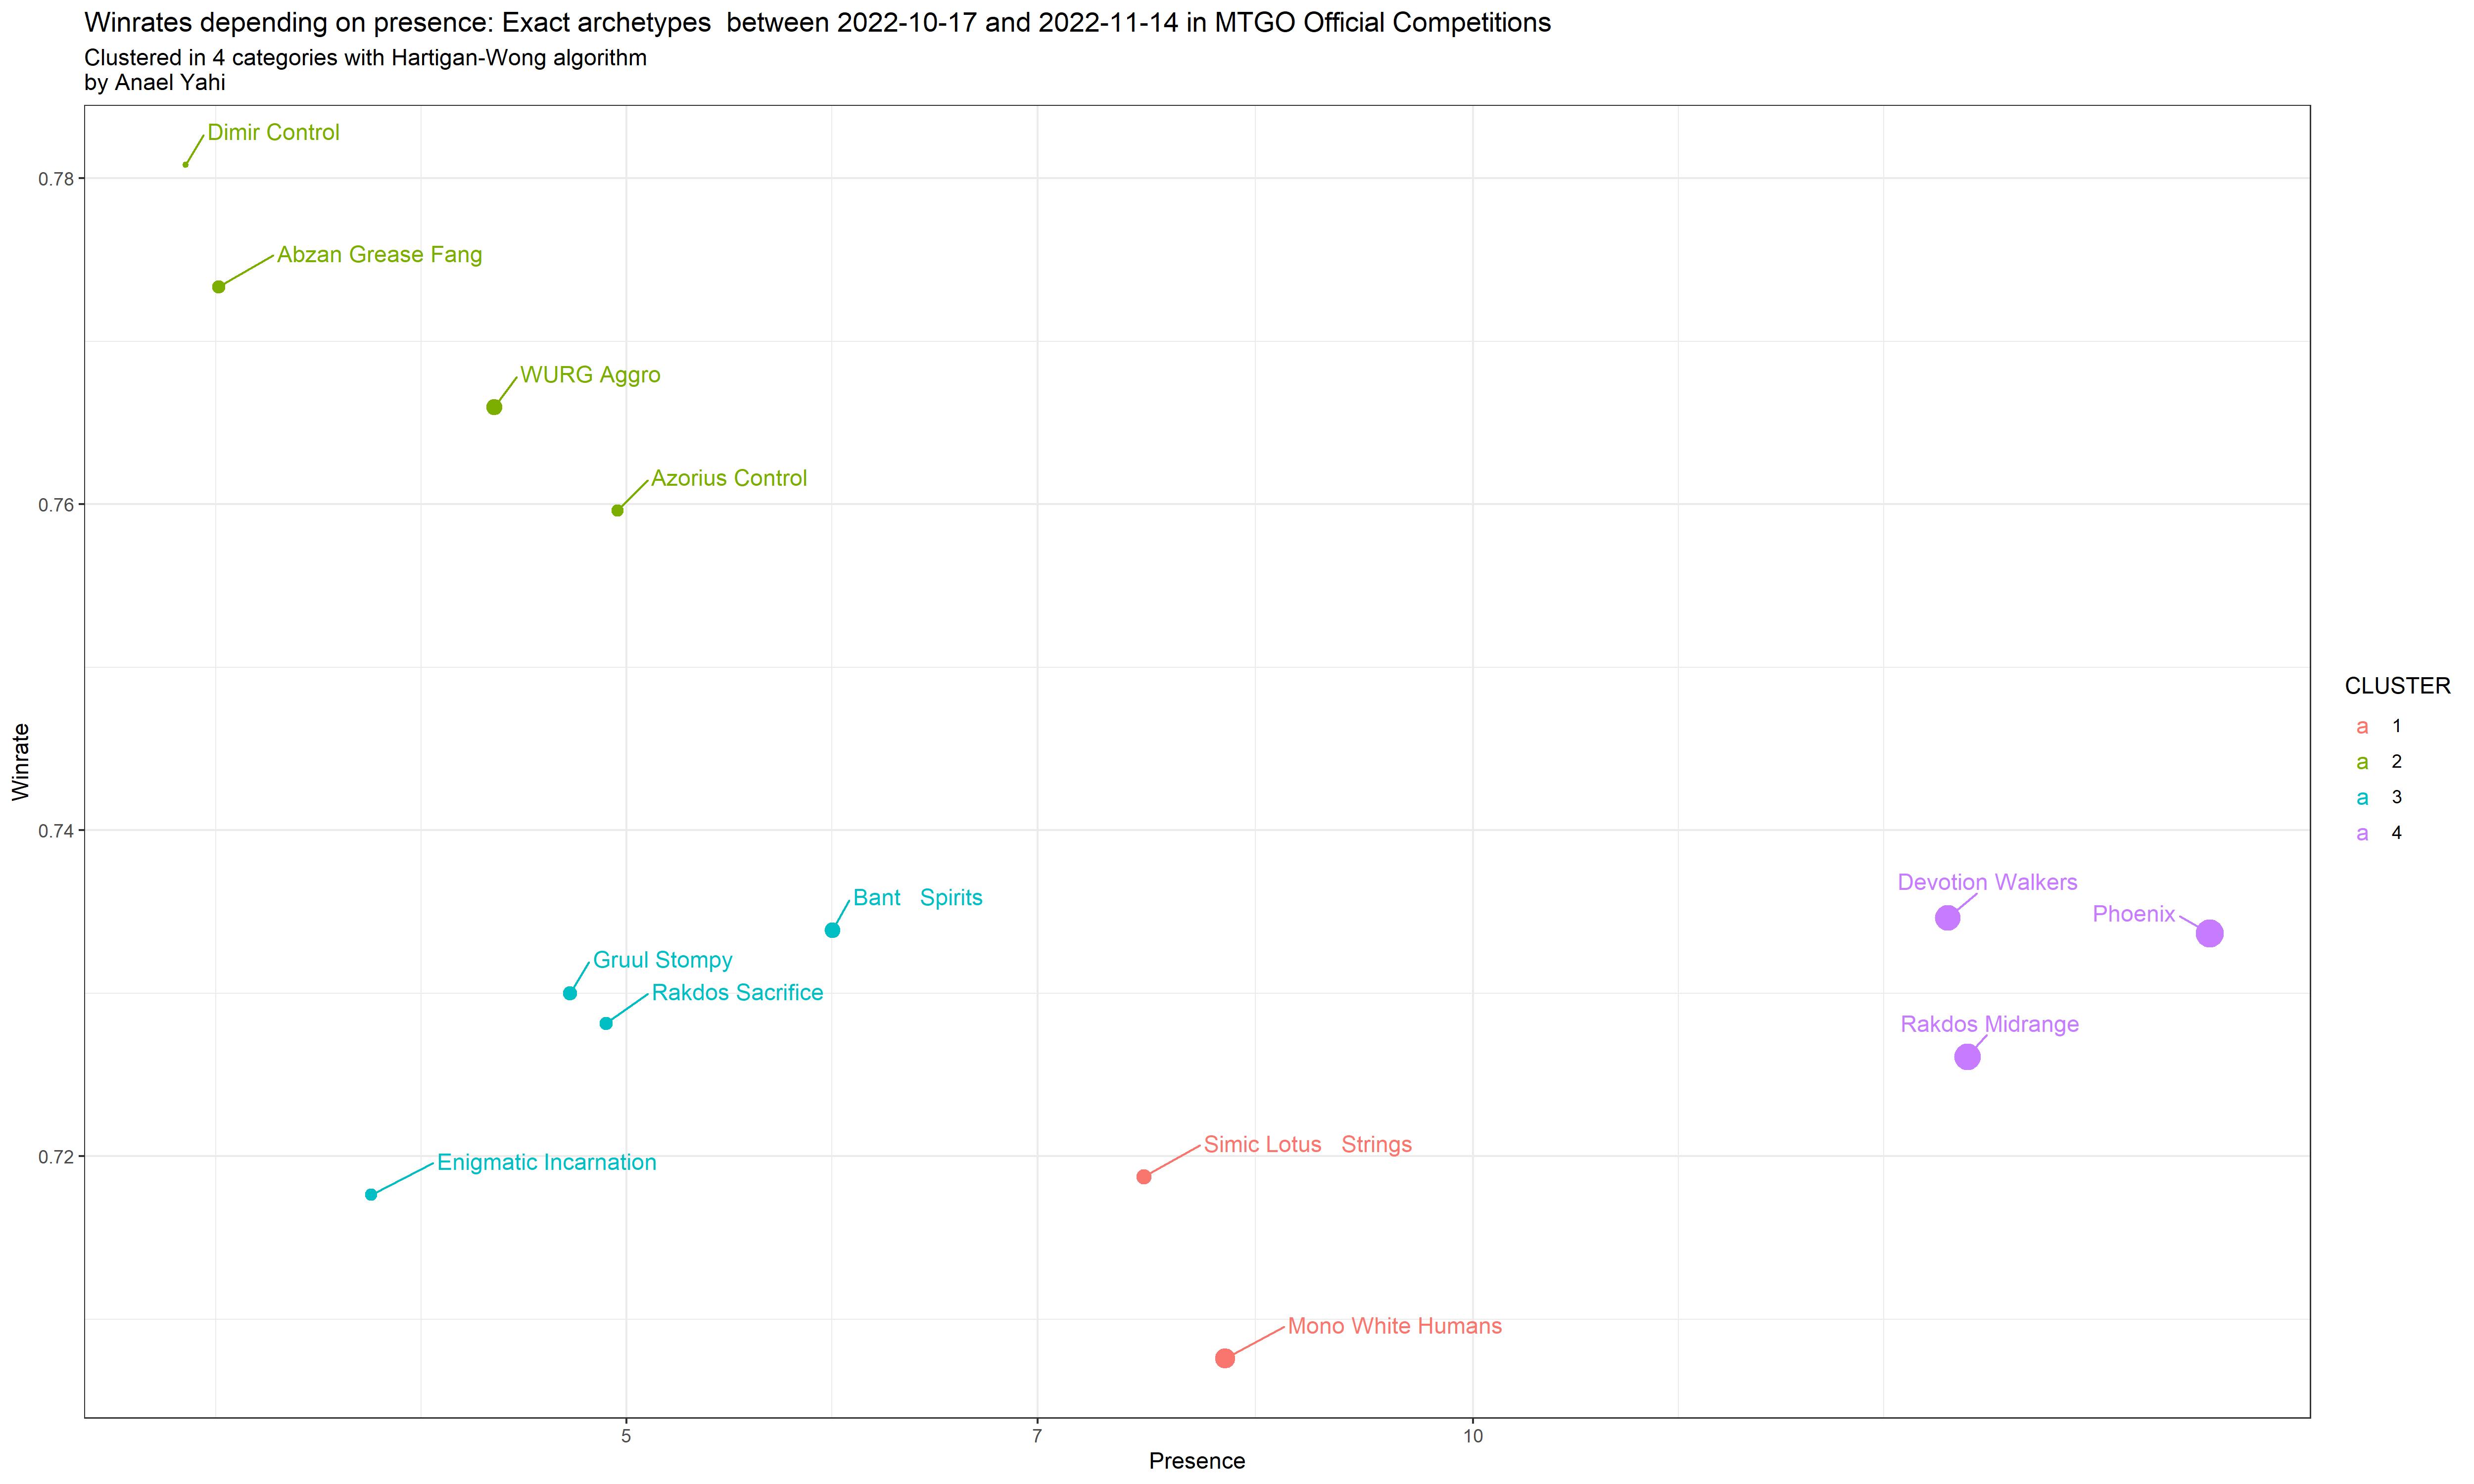 Winrates depending on presence: Exact archetypes  between 2022-10-17 and 2022-11-14 in MTGO Official Competitions
Clustered in 4 categories with Hartigan-Wong algorithm
by Anael Yahi
Dimir Control
0.78
Abzan Grease Fang
WURG Aggro
Azorius Control
0.76
CLUSTER
a 1
a 2
a 3
a 4
Winrate
0.74
Devotion Walkers
Bant   Spirits
Phoenix
Gruul Stompy
Rakdos Sacrifice
Rakdos Midrange
Simic Lotus   Strings
0.72
Enigmatic Incarnation
Mono White Humans
5
7
10
Presence